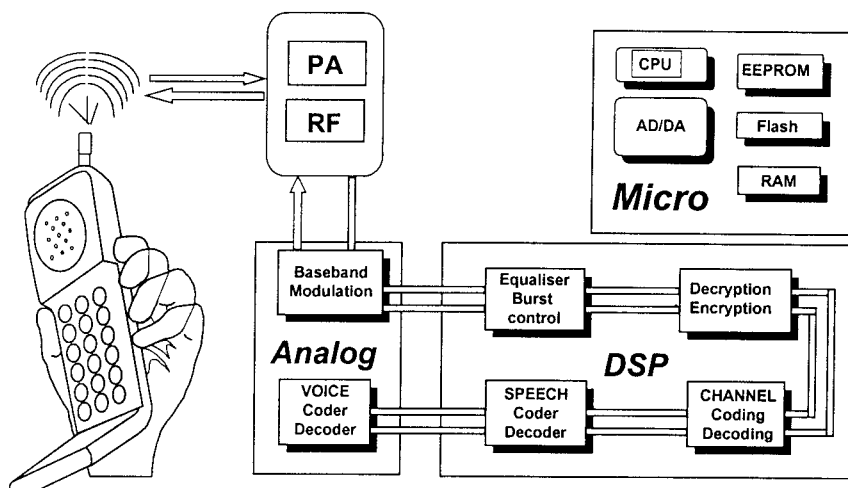 PA
RF
CPU
EEPROM
AD/DA
Flash
RAM
Micro
Baseband
Modulation
Equaliser
Burst
control
Decryption
Encryption
Analog
DSP
VOICE
Coder
Decoder
SPEECH
Coder
Decoder
CHANNEL
Coding
Decoding